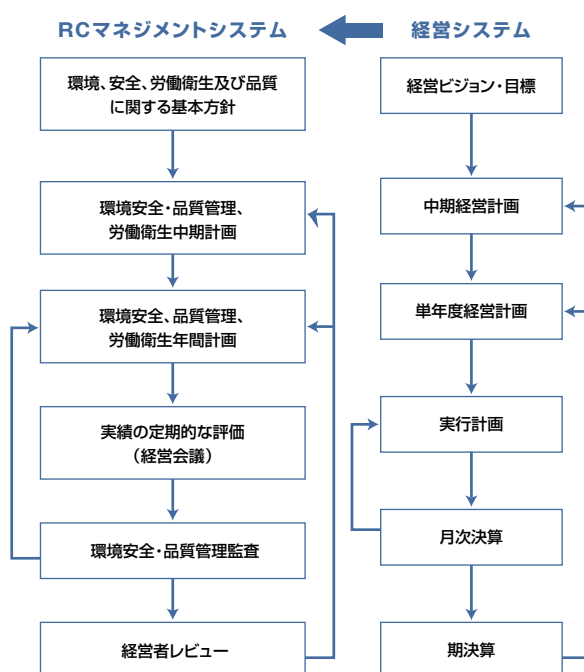 RCマネジメントシステム
環境、安全、労働衛生及び品質
に関する基本方針
環境安全・品質管理、
労働衛生中期計画
環境安全、品質管理、
労働衛生年間計画
実績の定期的な評価
（経営会議）
環境安全・品質管理監査
経営者レビュー
経営システム
経営ビジョン・目標
中期経営計画
単年度経営計画
実行計画
月次決算
期決算